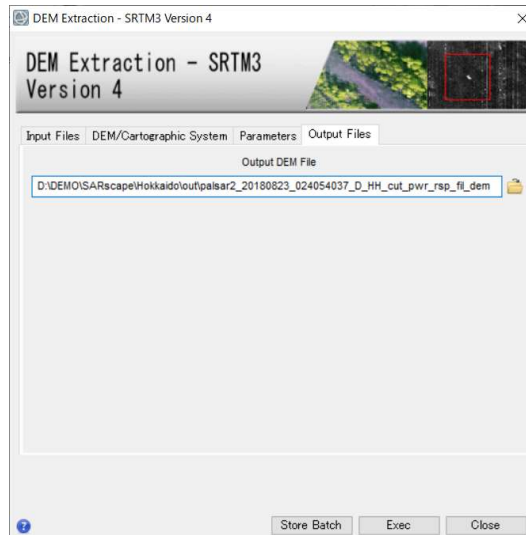 DEM Extraction - SRTM3 Version 4
DEM Extraction - SRTM3
Version 4
Input Files
DEM/Cartographic System
Parameters
Output Files
Output DEM File
D:\DEMO\SARscape\Hokkaido\out\palsar2_20180823_024054037_D_HH_cut_pwr_rsp_fil_dem
Store Batch
Exec
Close